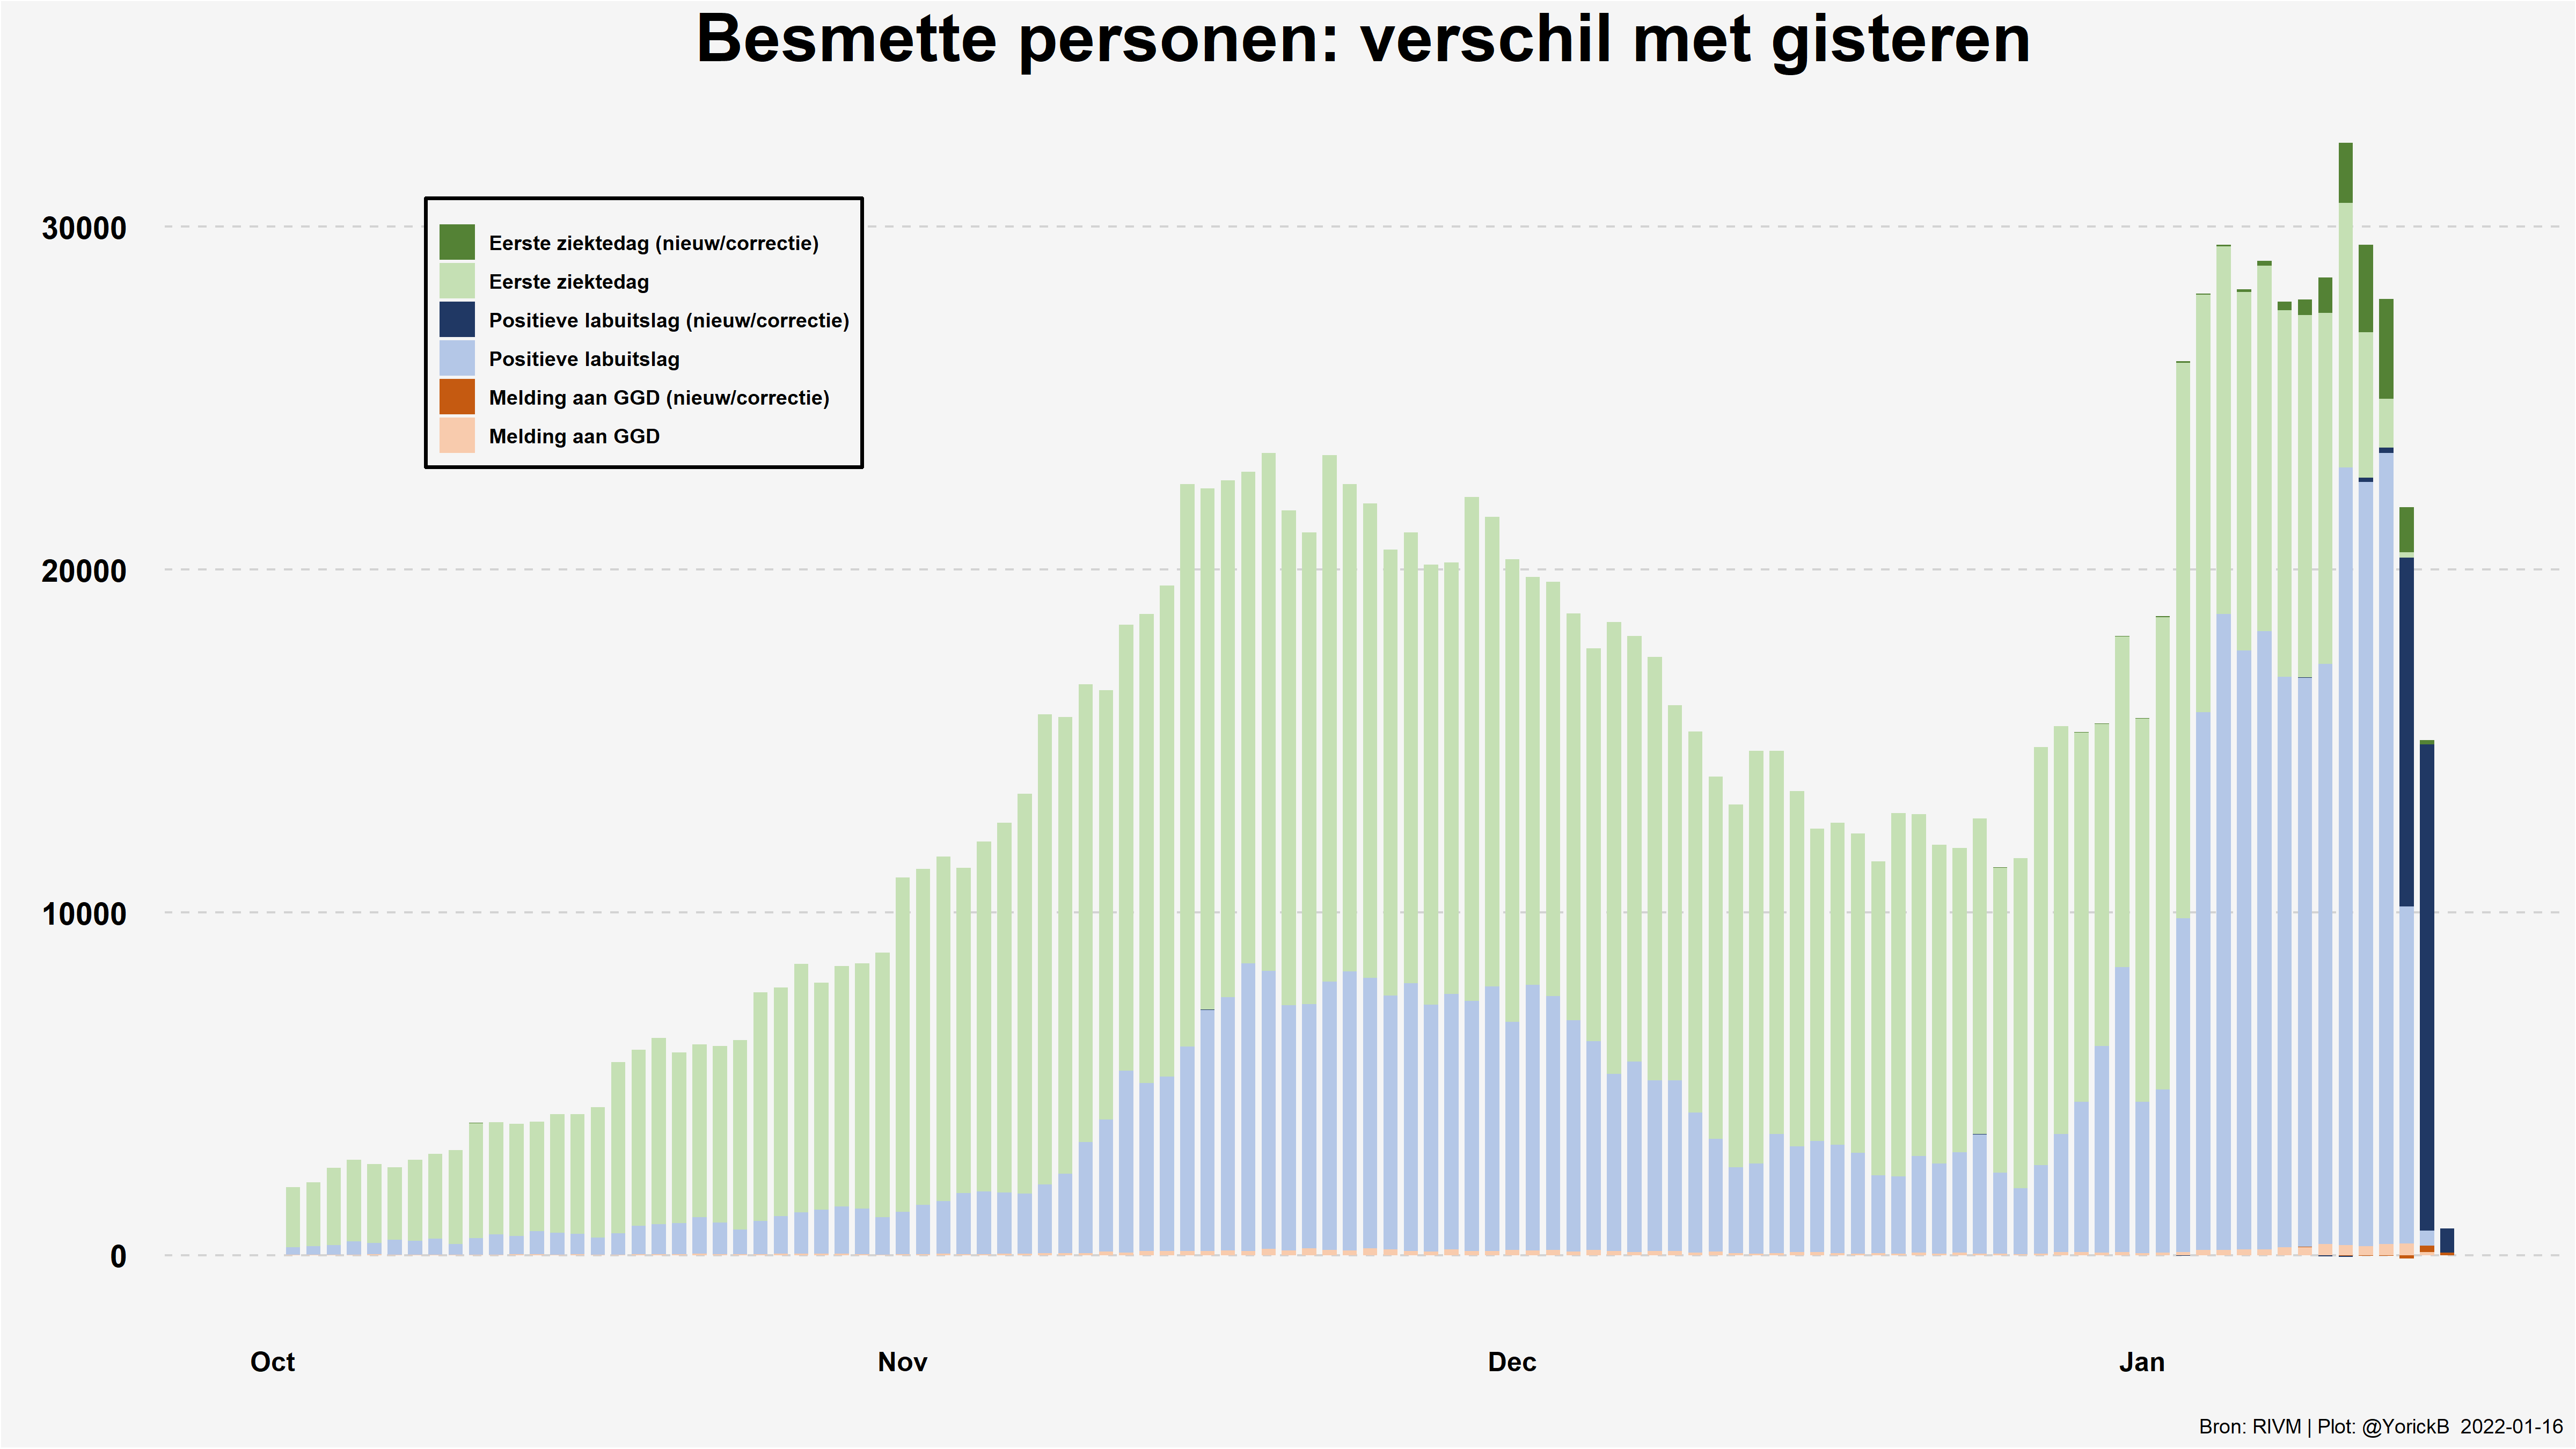 Besmette personen: verschil met gisteren
30000
20000
10000
0
Eerste ziektedag (nieuw/correctie)
Eerste ziektedag
Positieve labuitslag (nieuw/correctie)
Positieve labuitslag
Melding aan GGD (nieuw/correctie)
Melding aan GGD
Oct Nov Dec Jan
Bron: RIVM | Plot: @YorickB 2022-01-16